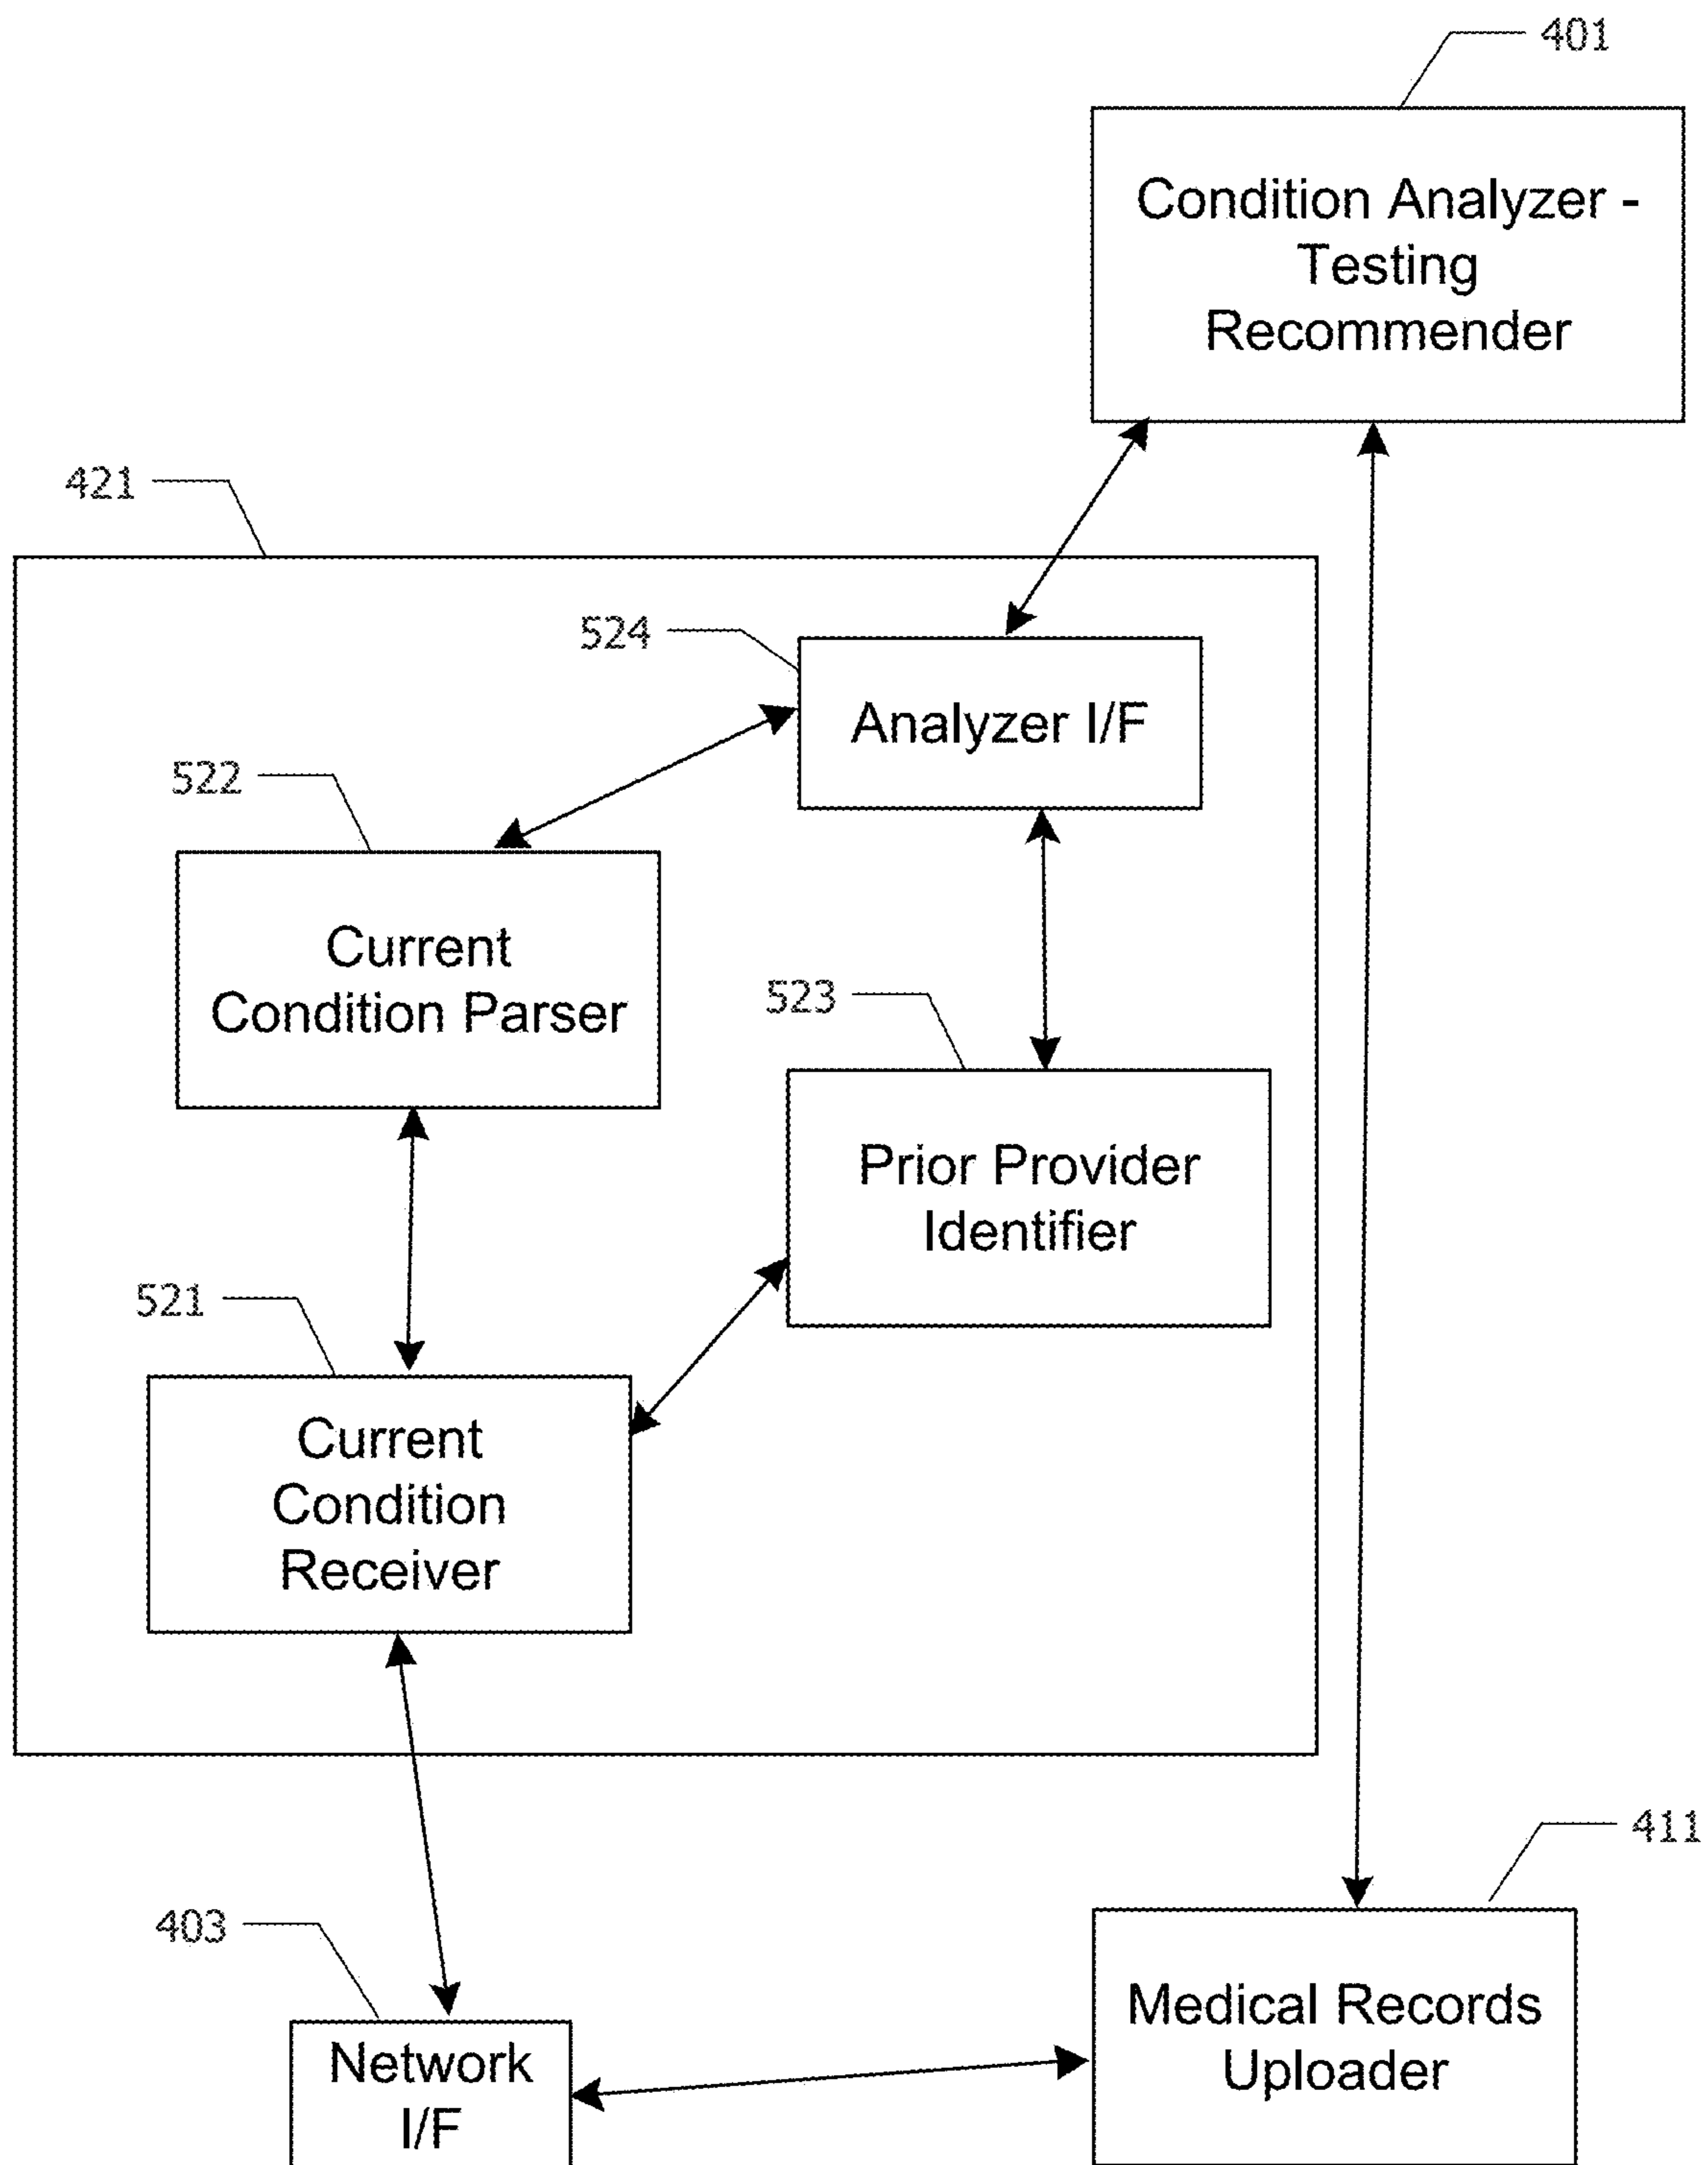 401
Condition Analyzer -
Testing
Recommender
421
524
Analyzer I/F
522
Current
Condition Parser
523
Prior Provider
Identifier
521
Current
Condition
Receiver
411
403
Medical Records
Uploader
Network
I/F